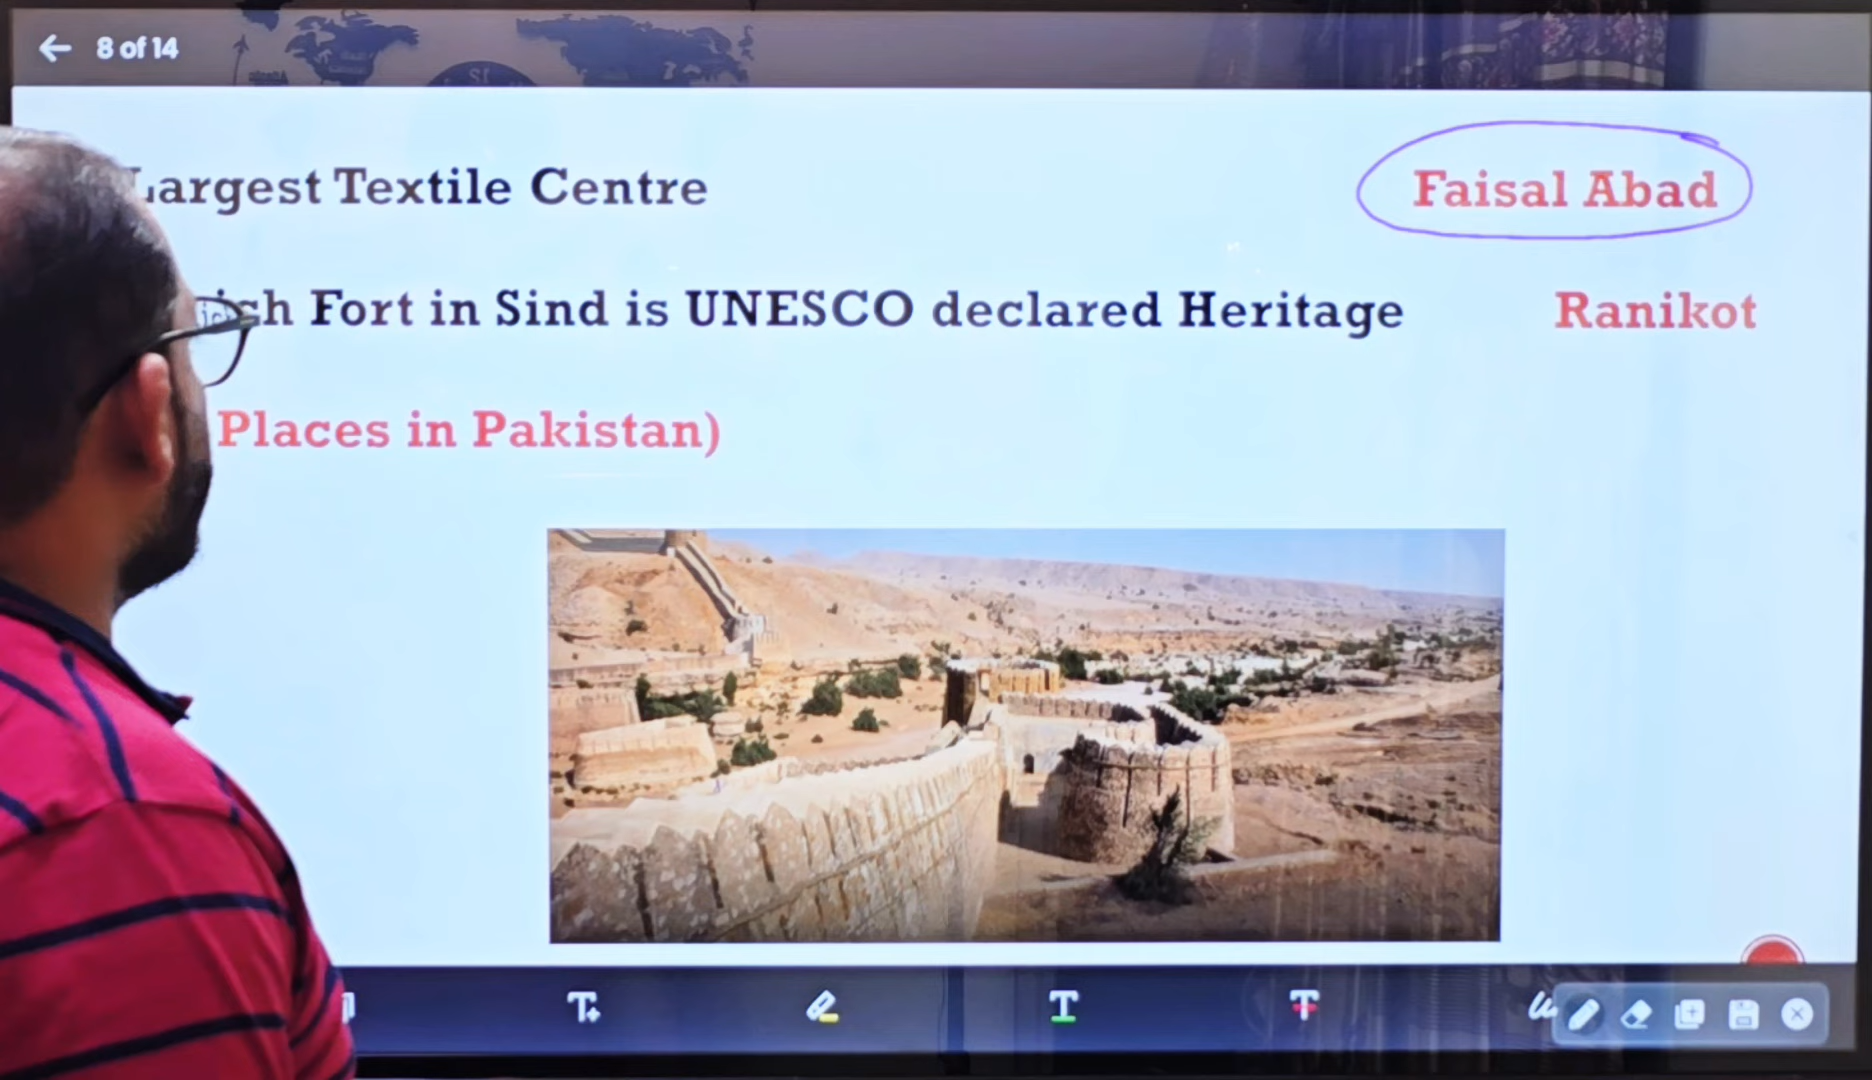 8 of 14
Largest Textile Centre Faisal Abad
Fort in Sind is UNESCO declared Heritage Ranikot
Places in Pakistan)